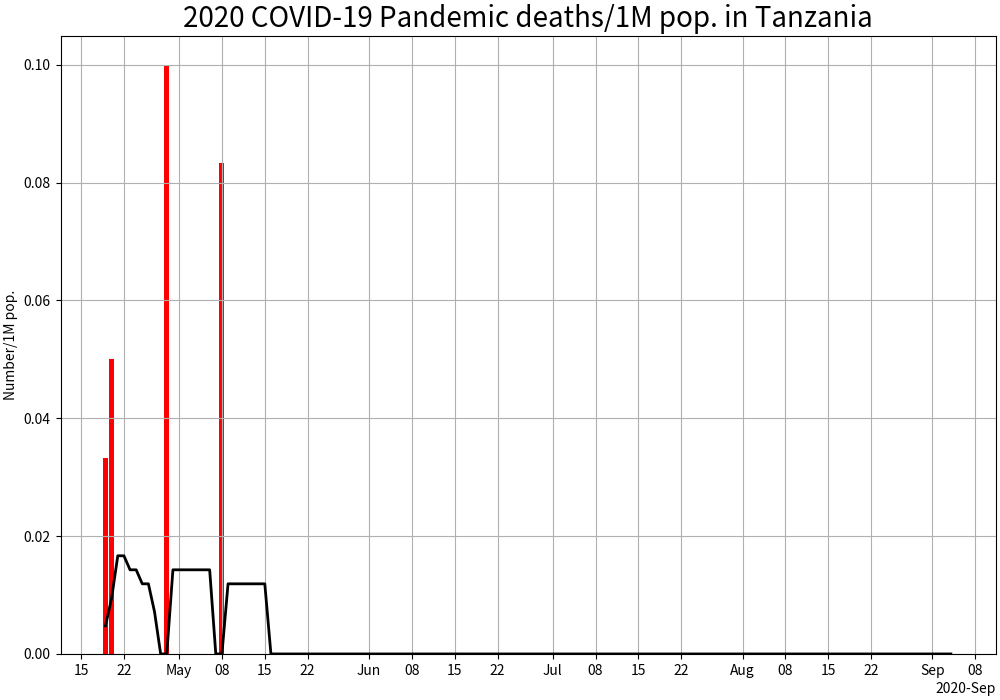 2020 COVID-19 Pandemic deaths/1M pop. in Tanzania
Number/1M pop.
0.10
0.08
0.06
0.04
0.02
0.00
15 22 May 08 15 22 Jun 08 15 22 Jul 08 15 22 Aug 08 15 22 Sep 08
2020-Sep